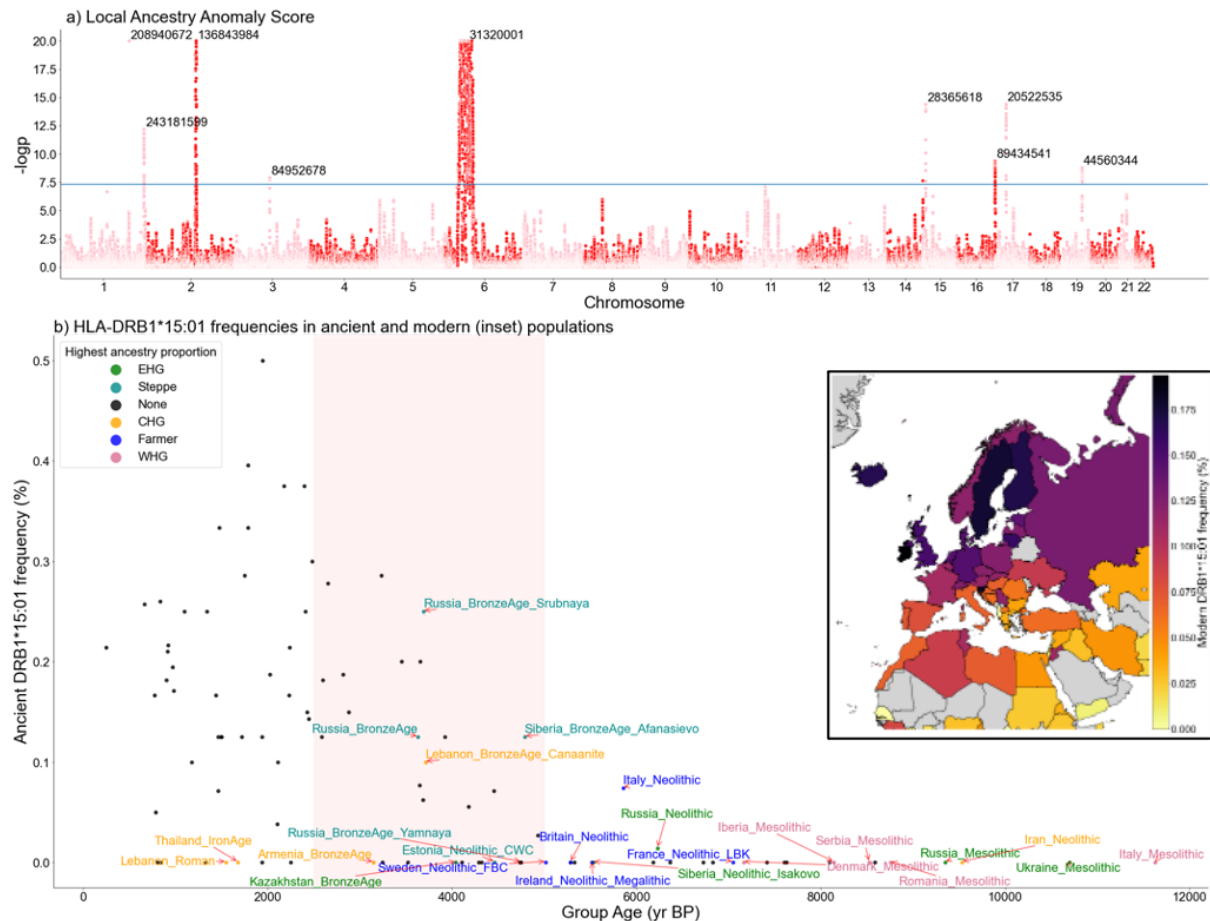 a) Local Ancestry Anomaly Score
208940672
136843984
31320001
243181599
84952678
28365618
20522535
89434541
44560344
-logp
20.0
17.5
15.0
12.5
10.0
7.5
5.0
2.5
0.0
1 2 3 4 5 6 7 8 9 10 11 12 13 14 15 16 17 18 19 20 21 22
Chromosome
b) HLA-DRB1*15:01 frequencies in ancient and modern (inset) populations
Highest ancestry proportion
EHG
Steppe
None
CHG
Farmer
WHG
Ancient DRB1*15:01 frequency (%)
0.5
0.4
0.3
0.2
0.1
0.0
Russia_BronzeAge_Srubnaya
Russia_BronzeAge
Siberia_BronzeAge_Afanasievo
Lebanon_BronzeAge_Canaanite
Italy_Neolithic
Russia_Neolithic
Thailand_IronAge
Russia_BronzeAge_Yamnaya
Britain_Neolithic
Iberia_Mesolithic
Serbia_Mesolithic
Iran_Neolithic
Lebanon_Roman
Armenia_BronzeAge
Estonia_Neolithic_CWC
France_Neolithic_LBK
Russia_Mesolithic
Sweden_Neolithic_FBC
Denmark_Mesolithic
Ukraine_Mesolithic
Italy_Mesolithic
Kazakhstan_BronzeAge
Ireland_Neolithic_Megalithic
Siberia_Neolithic_Isakovo
Romania_Mesolithic
0 2000 4000 6000 8000 10000 12000
Group Age (yr BP)
0.175
0.150
0.125
0.100
0.075
0.050
0.025
0.000
Modern DRB1*15:01 frequency (%)